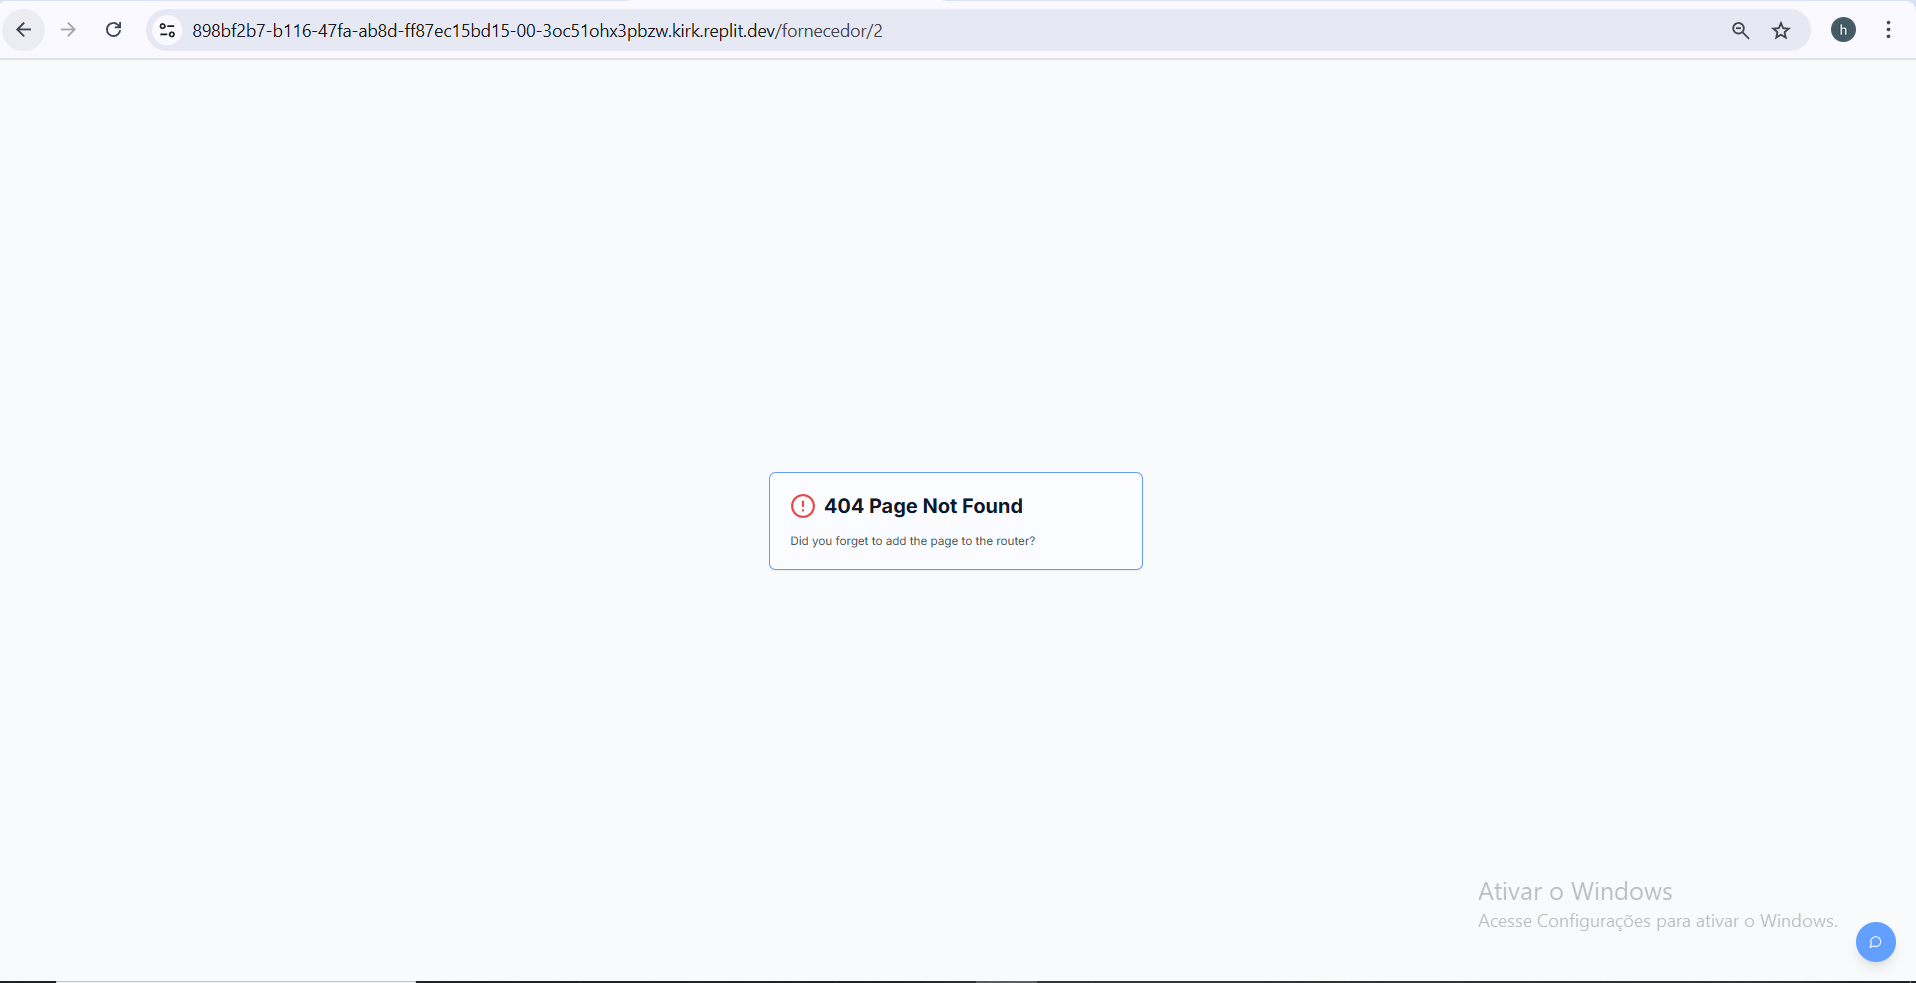 898bf2b7-b116-47fa-ab8d-ff87ec15bd15-00-3oc51ohx3pbzw.kirk.replit.dev/fornecedor/2
h
404 Page Not Found
Did you forget to add the page to the router?
Ativar o Windows
Acesse Configurações para ativar o Windows.